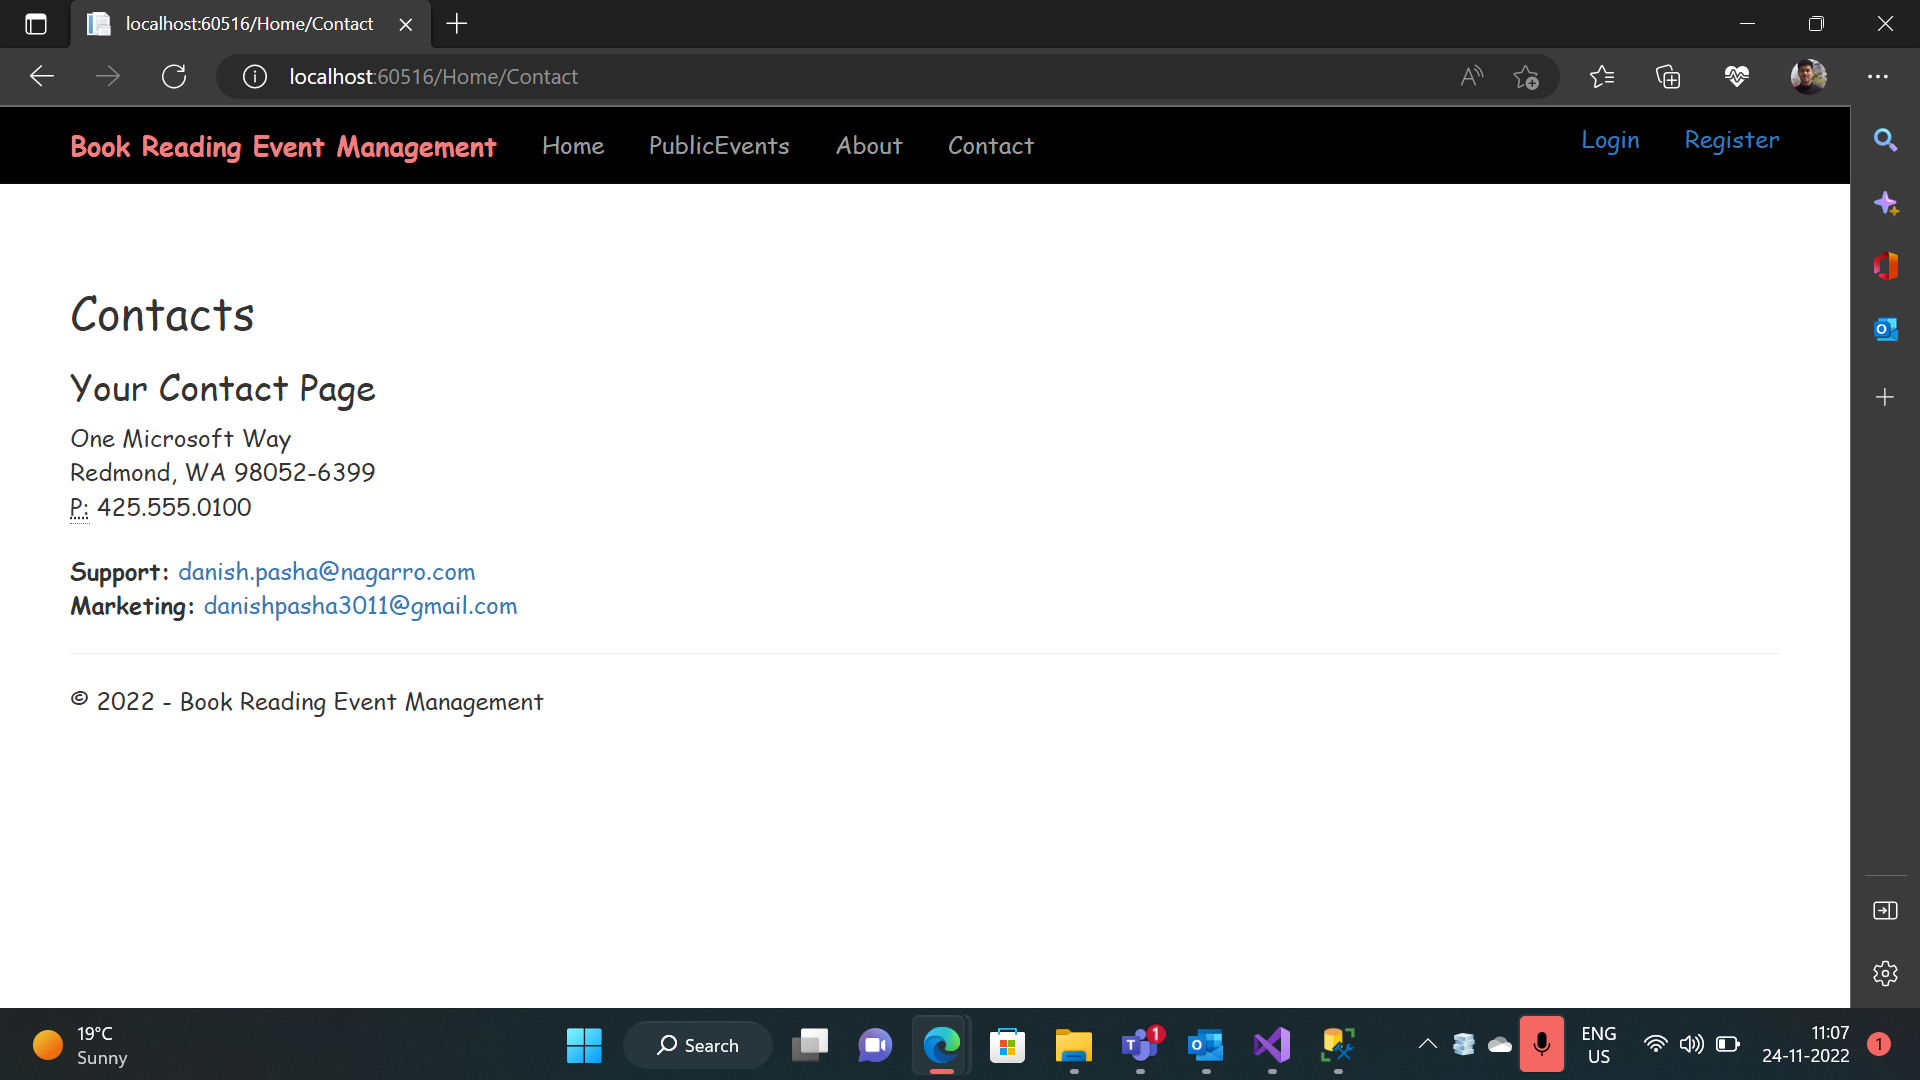 localhost:60516/Home/Contact
localhost:60516/Home/Contact
Book Reading Event Management Home PublicEvents About Contact Login Register
Contacts
Your Contact Page
One Microsoft Way
Redmond, WA 98052-6399
P: 425.555.0100
Support: danish.pasha@nagarro.com
Marketing: danishpasha3011@gmail.com
© 2022 - Book Reading Event Management
19°C
Sunny
Search
1
ENG
US
11:07
24-11-2022
1